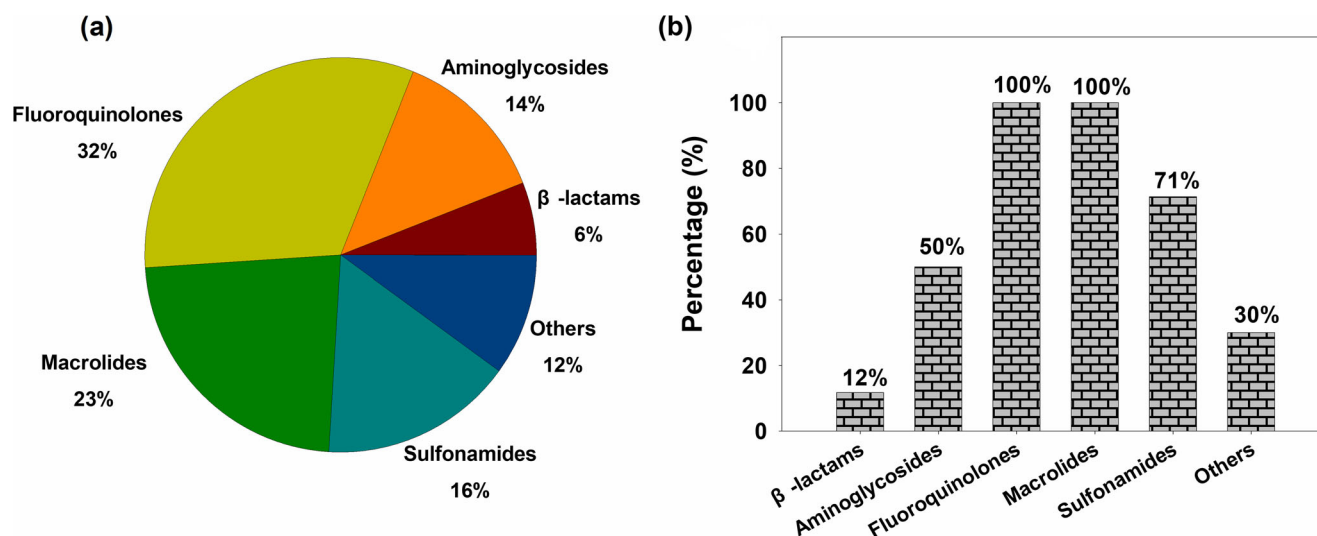 (a)
Aminoglycosides
14%
Fluoroquinolones
32%
β -lactams
6%
Others
12%
Macrolides
23%
Sulfonamides
16%
(b)
Percentage (%)
100
80
60
40
20
0
12%
50%
100%
100%
71%
30%
β -lactams
Aminoglycosides
Fluoroquinolones
Macrolides
Sulfonamides
Others